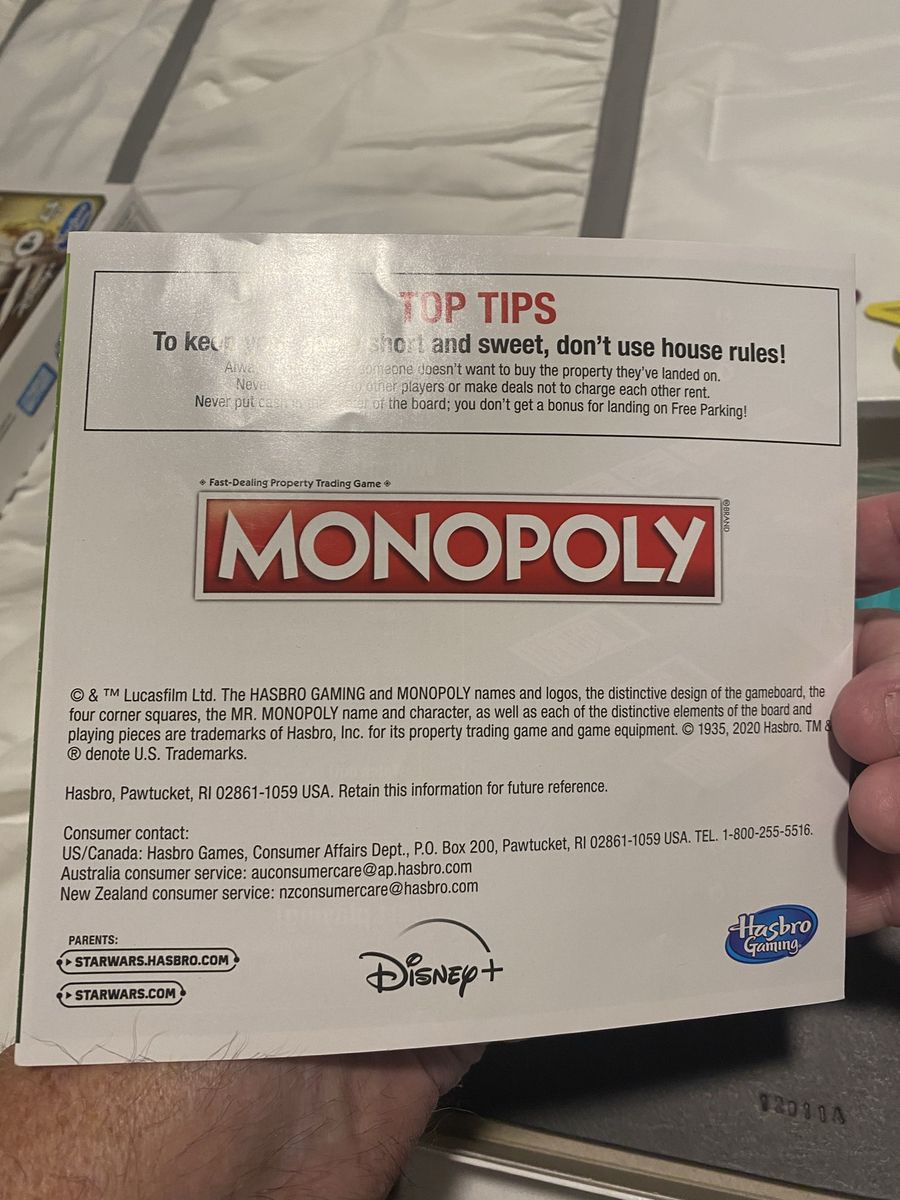 TOP TIPS
To keep short and sweet, don't use house rules!
someone doesn't want to buy the property they've landed on.
Never to other players or make deals not to charge each other rent.
Never put cash of the board; you don't get a bonus for landing on Free Parking!
Fast-Dealing Property Trading Game
MONOPOLY
®BRAND
© & ™ Lucasfilm Ltd. The HASBRO GAMING and MONOPOLY names and logos, the distinctive design of the gameboard, the
four corner squares, the MR. MONOPOLY name and character, as well as each of the distinctive elements of the board and
playing pieces are trademarks of Hasbro, Inc. for its property trading game and game equipment. © 1935, 2020 Hasbro. TM &
® denote U.S. Trademarks.
Hasbro, Pawtucket, RI 02861-1059 USA. Retain this information for future reference.
Consumer contact:
US/Canada: Hasbro Games, Consumer Affairs Dept., P.O. Box 200, Pawtucket, RI 02861-1059 USA. TEL. 1-800-255-5516.
Australia consumer service: auconsumercare@ap.hasbro.com
New Zealand consumer service: nzconsumercare@hasbro.com
PARENTS:
STARWARS.HASBRO.COM
STARWARS.COM
Disney+
Hasbro
Gaming